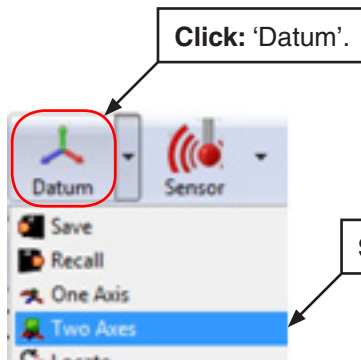 Click: ‘Datum’.
Datum
Sensor
Save
Recall
One Axis
Two Axes